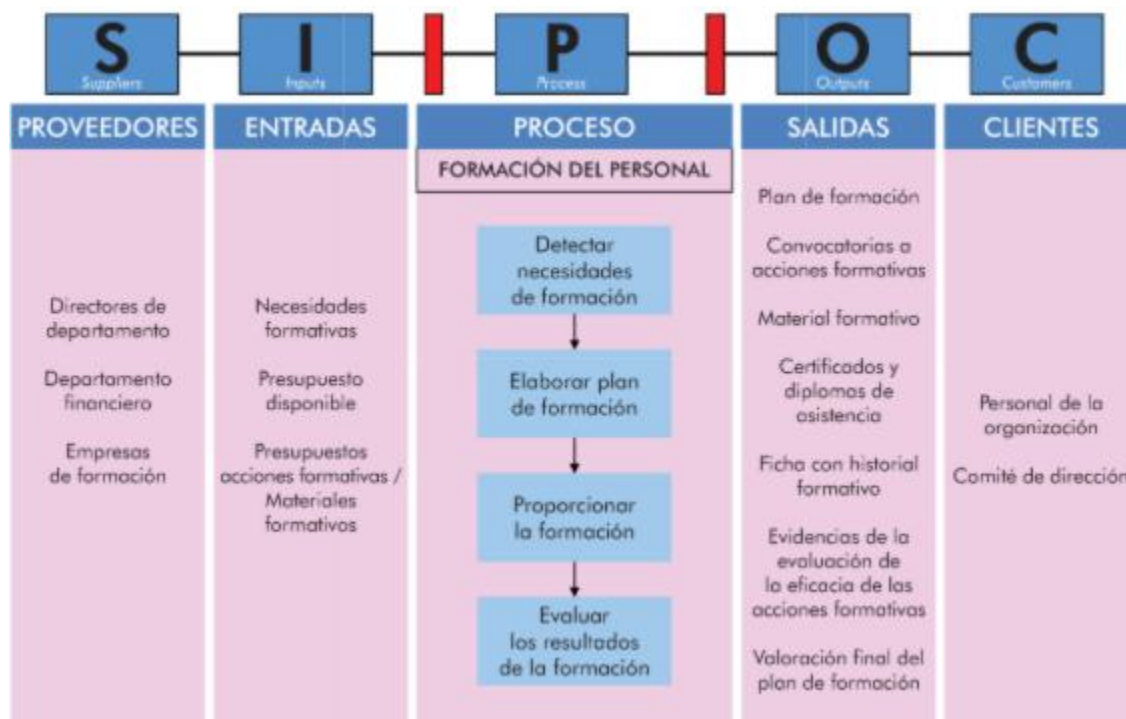 S
Suppliers
I
Inputs
P
Process
O
Outputs
C
Customers
PROVEEDORES
Directores de
departamento
Departamento
financiero
Empresas
de formación
ENTRADAS
Necesidades
formativas
Presupuesto
disponible
Presupuestos
acciones formativas /
Materiales
formativos
PROCESO
FORMACIÓN DEL PERSONAL
Detectar
necesidades
de formación
Elaborar plan
de formación
Proporcionar
la formación
Evaluar
los resultados
de la formación
SALIDAS
Plan de formación
Convocatorias a
acciones formativas
Material formativo
Certificados y
diplomas de
asistencia
Ficha con historial
formativo
Evidencias de la
evaluación de
la eficacia de las
acciones formativas
Valoración final del
plan de formación
CLIENTES
Personal de la
organización
Comité de dirección